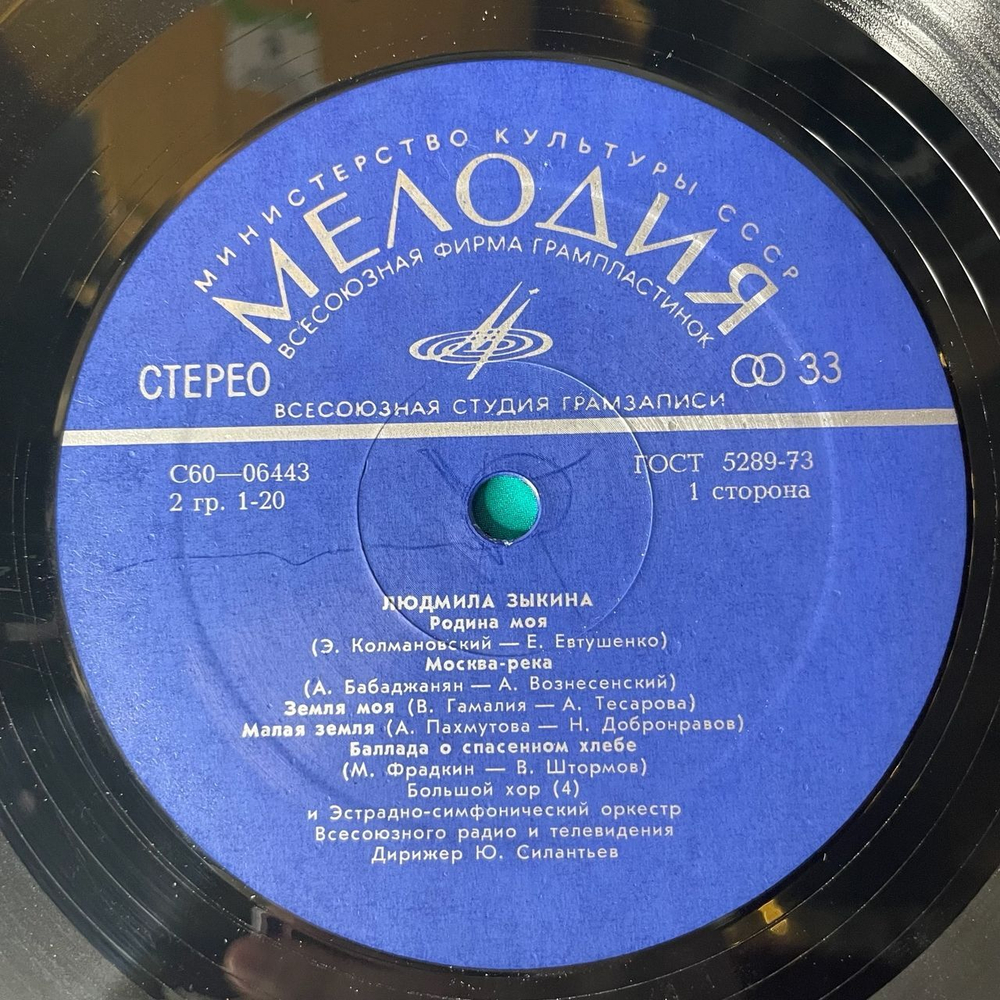 МИНИСТЕРСТВО КУЛЬТУРЫ СССР
МЕЛОДИЯ
ВСЕСОЮЗНАЯ ФИРМА ГРАМПЛАСТИНОК
СТЕРЕО
33
ВСЕСОЮЗНАЯ СТУДИЯ ГРАМЗАПИСИ
С60—06443
ГОСТ 5289-73
2 гр. 1-20
1 сторона
ЛЮДМИЛА ЗЫКИНА
Родина моя
(Э. Колмановский — Е. Евтушенко)
Москва-река
(А. Бабаджанян — А. Вознесенский)
Земля моя (В. Гамалия — А. Тесарова)
Малая земля (А. Пахмутова — Н. Добронравов)
Баллада о спасенном хлебе
(М. Фрадкин — В. Штормов)
Большой хор (4)
и Эстрадно-симфонический оркестр
Всесоюзного радио и телевидения
Дирижер Ю. Силантьев